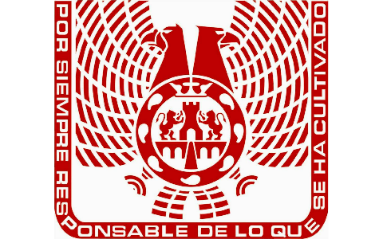 POR SIEMPRE RESPONSABLE DE LO QUE SE HA CULTIVADO